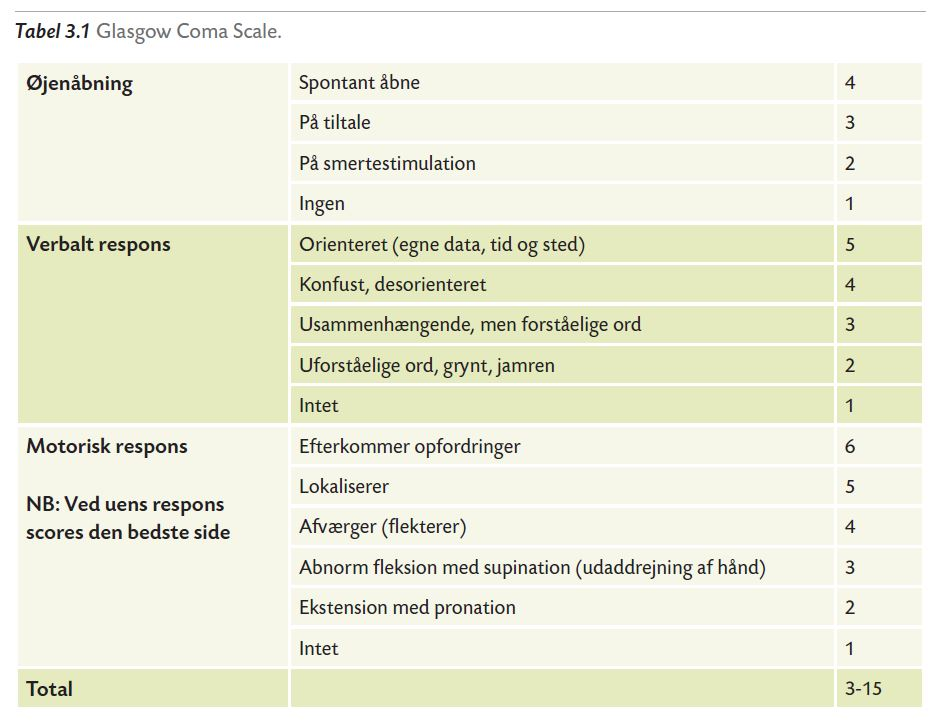 Tabel 3.1 Glasgow Coma Scale.
Øjenåbning Spontant åbne 4
På tiltale 3
På smertestimulation 2
Ingen 1
Verbalt respons Orienteret (egne data, tid og sted) 5
Konfust, desorienteret 4
Usammenhængende, men forståelige ord 3
Uforståelige ord, grynt, jamren 2
Intet 1
Motorisk respons Efterkommer opfordringer 6
Lokaliserer 5
NB: Ved uens respons
scores den bedste side
Afværger (flekterer) 4
Abnorm fleksion med supination (udaddrejning af hånd) 3
Ekstension med pronation 2
Intet 1
Total 3-15